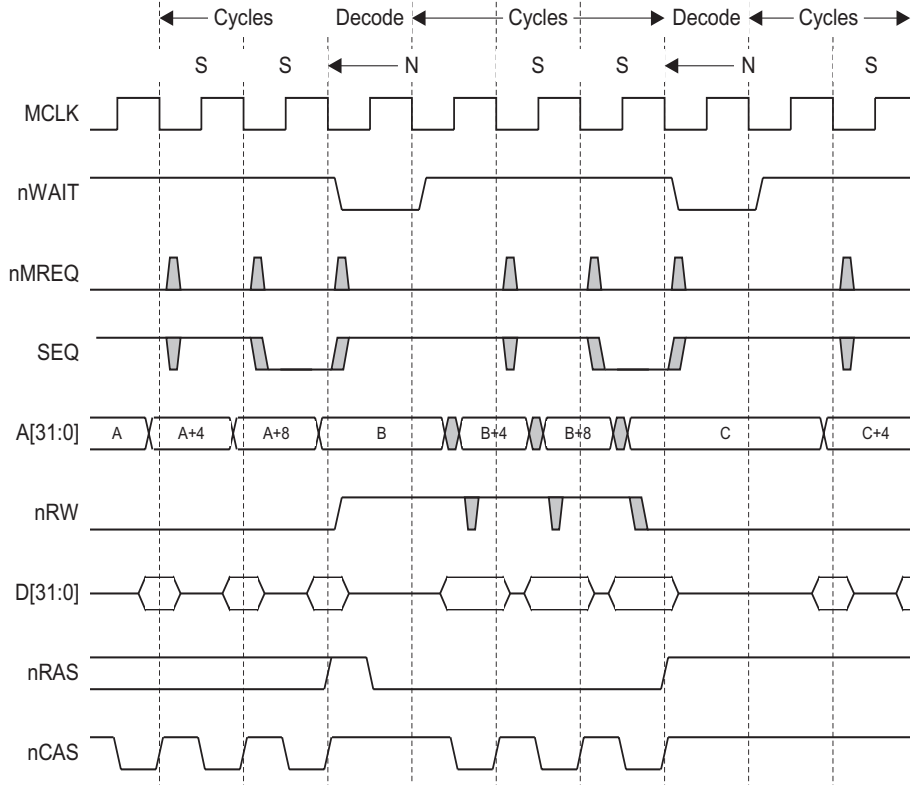 Cycles Decode Cycles Decode Cycles
S S N S S N S
MCLK
nWAIT
nMREQ
SEQ
A[31:0] A A+4 A+8 B B+4 B+8 C C+4
nRW
D[31:0]
nRAS
nCAS